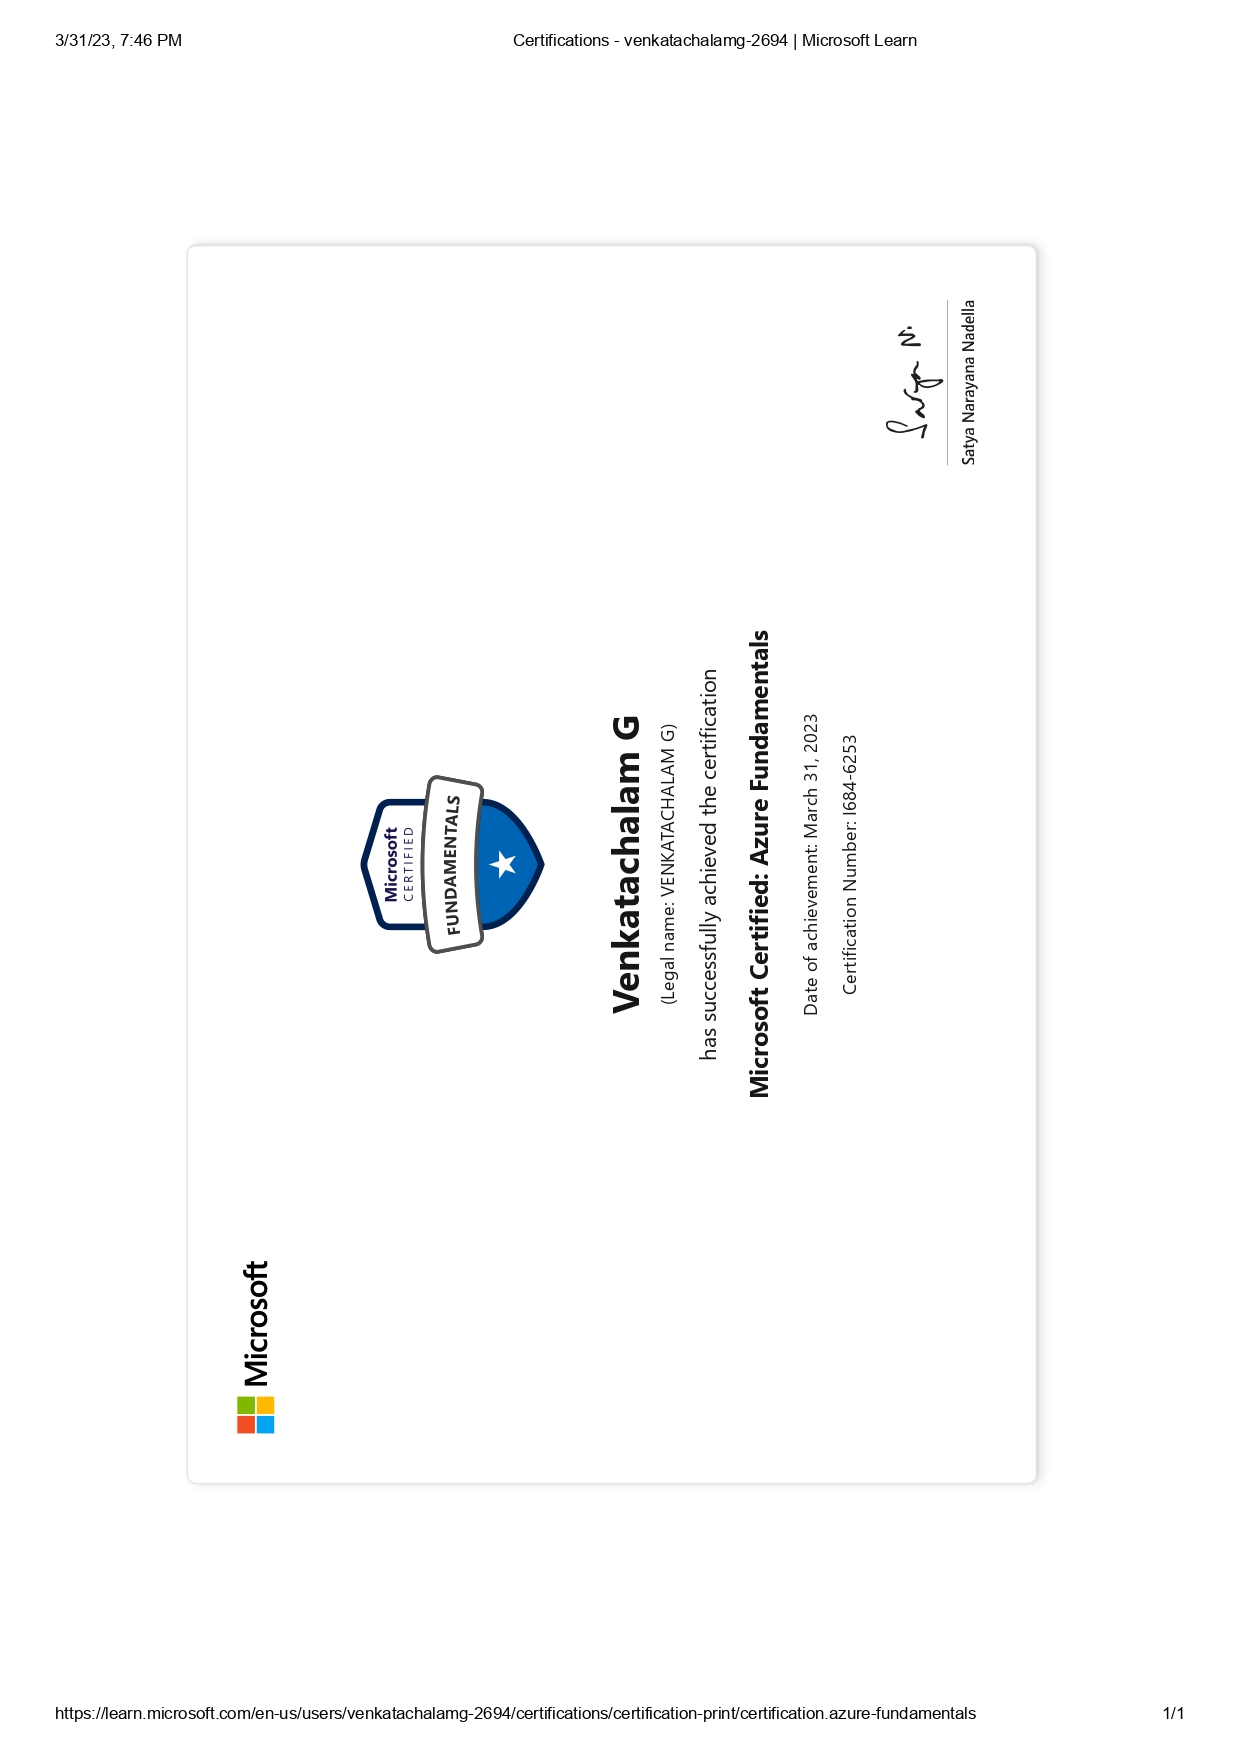 3/31/23, 7:46 PM
Certifications - venkatachalamg-2694 | Microsoft Learn
Microsoft
Microsoft
CERTIFIED
FUNDAMENTALS
Venkatachalam G
(Legal name: VENKATACHALAM G)
has successfully achieved the certification
Microsoft Certified: Azure Fundamentals
Date of achievement: March 31, 2023
Certification Number: I684-6253
Satya N.
Satya Narayana Nadella
https://learn.microsoft.com/en-us/users/venkatachalamg-2694/certifications/certification-print/certification.azure-fundamentals
1/1